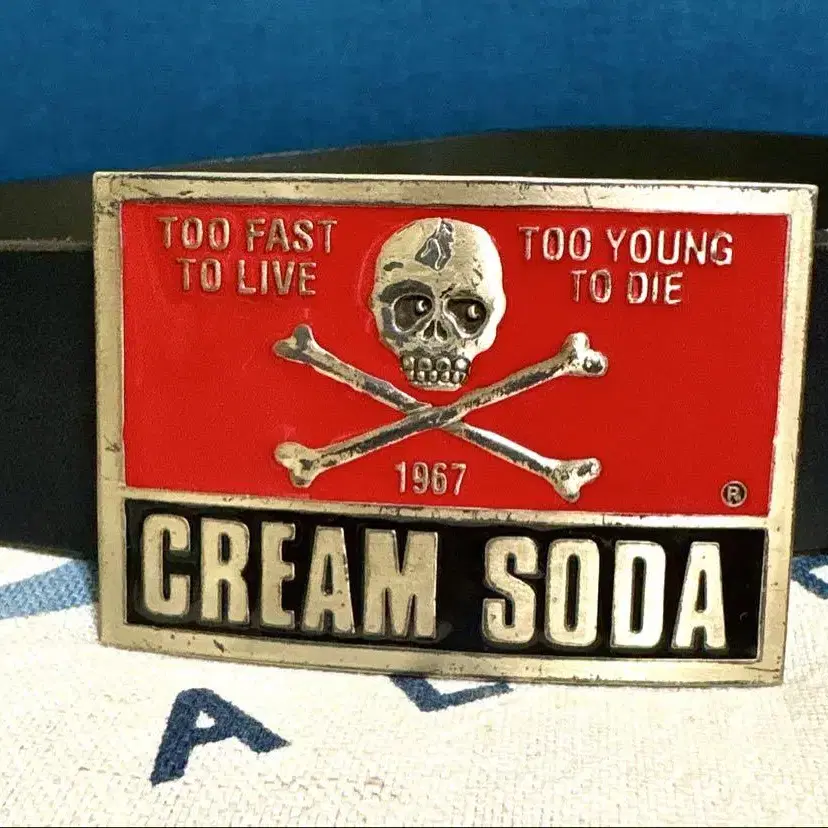 TOO FAST
TO LIVE
TOO YOUNG
TO DIE
1967
®
CREAM SODA
A